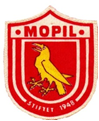 • MOPIL •
STIFTET 1948